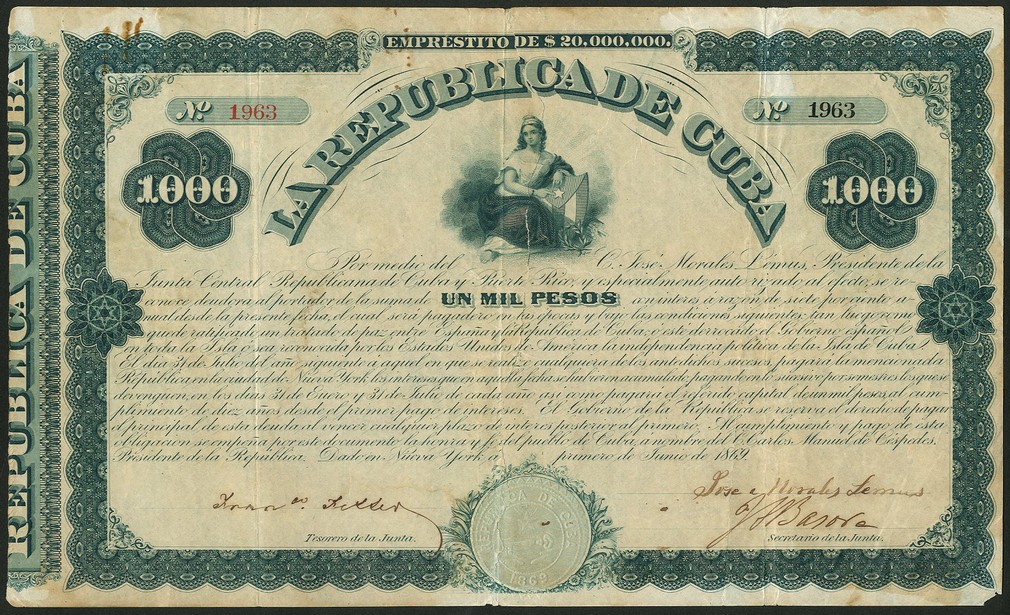 REPUBLICA DE CUBA
EMPRESTITO DE $ 20.000.000.
LA REPUBLICA DE CUBA
Nº 1963
Nº 1963
1000
1000
Por medio del C. José Morales Lémus, Presidente de la
Junta Central Republicana de Cuba y Puerto Rico y especialmente autorizado al efecto, se re-
conoce deudora al portador de la suma de UN MIL PESOS con interes á razon de siete por ciento
anual desde la presente fecha, el cual será pagadero en las épocas y bajo las condiciones siguientes; tan luego como
quede ratificado un tratado de paz entre España y la República de Cuba, ó esté derrocado el Gobierno Español
en toda la Isla, ó sea reconocida por los Estados Unidos de América la independencia política de la Isla de Cuba.
El dia 31 de Julio del año siguiente á aquel en que se realize cualquiera de los antedichos sucesos, pagará la mencionada
República en la ciudad de Nueva York los intereses que en aquella fecha se hubieren acumulado, pagando en lo sucesivo por semestres los que se
devenguen, en los dias 31 de Enero y 31 de Julio de cada año, así como pagará el referido capital de un mil pesos, al cum-
plimiento de diez años desde el primer pago de intereses. El Gobierno de la República se reserva el derecho de pagar
el principal de esta deuda al vencer cualquier plazo de interes posterior al primero. Al cumplimiento y pago de esta
obligacion se empeña por este documento la honra y fe del pueblo de Cuba, a nombre del C. Carlos Manuel de Céspedes,
Presidente de la República. Dado en Nueva York a primero de Junio de 1869.
Jose M Morales Lemus
Tesorero de la Junta.
Secretario de la Junta.
REPUBLICA DE CUBA
1869